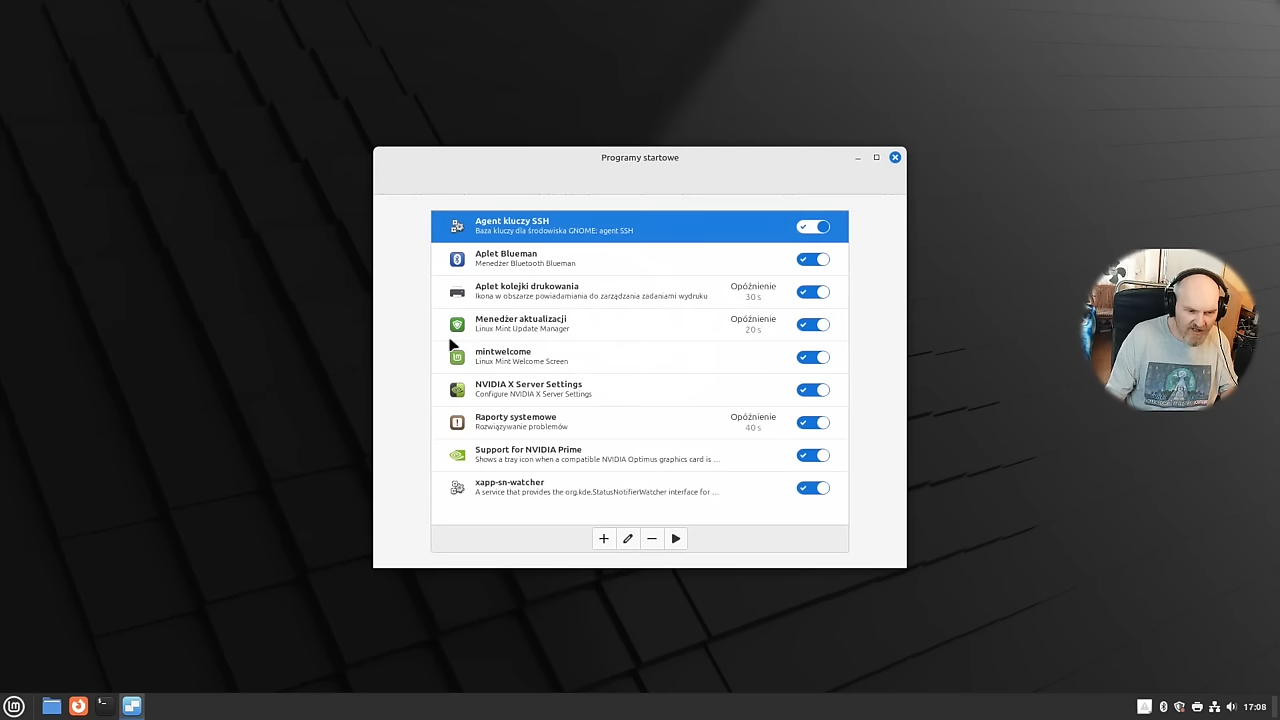 Programy startowe
Agent kluczy SSH
Baza kluczy dla środowiska GNOME: agent SSH
Aplet Blueman
Menedżer Bluetooth Blueman
Aplet kolejki drukowania
Ikona w obszarze powiadamiania do zarządzania zadaniami wydruku
Opóźnienie
30 s
Menedżer aktualizacji
Linux Mint Update Manager
Opóźnienie
20 s
mintwelcome
Linux Mint Welcome Screen
NVIDIA X Server Settings
Configure NVIDIA X Server Settings
Raporty systemowe
Rozwiązywanie problemów
Opóźnienie
40 s
Support for NVIDIA Prime
Shows a tray icon when a compatible NVIDIA Optimus graphics card is ...
xapp-sn-watcher
A service that provides the org.kde.StatusNotifierWatcher interface for ...
17:08